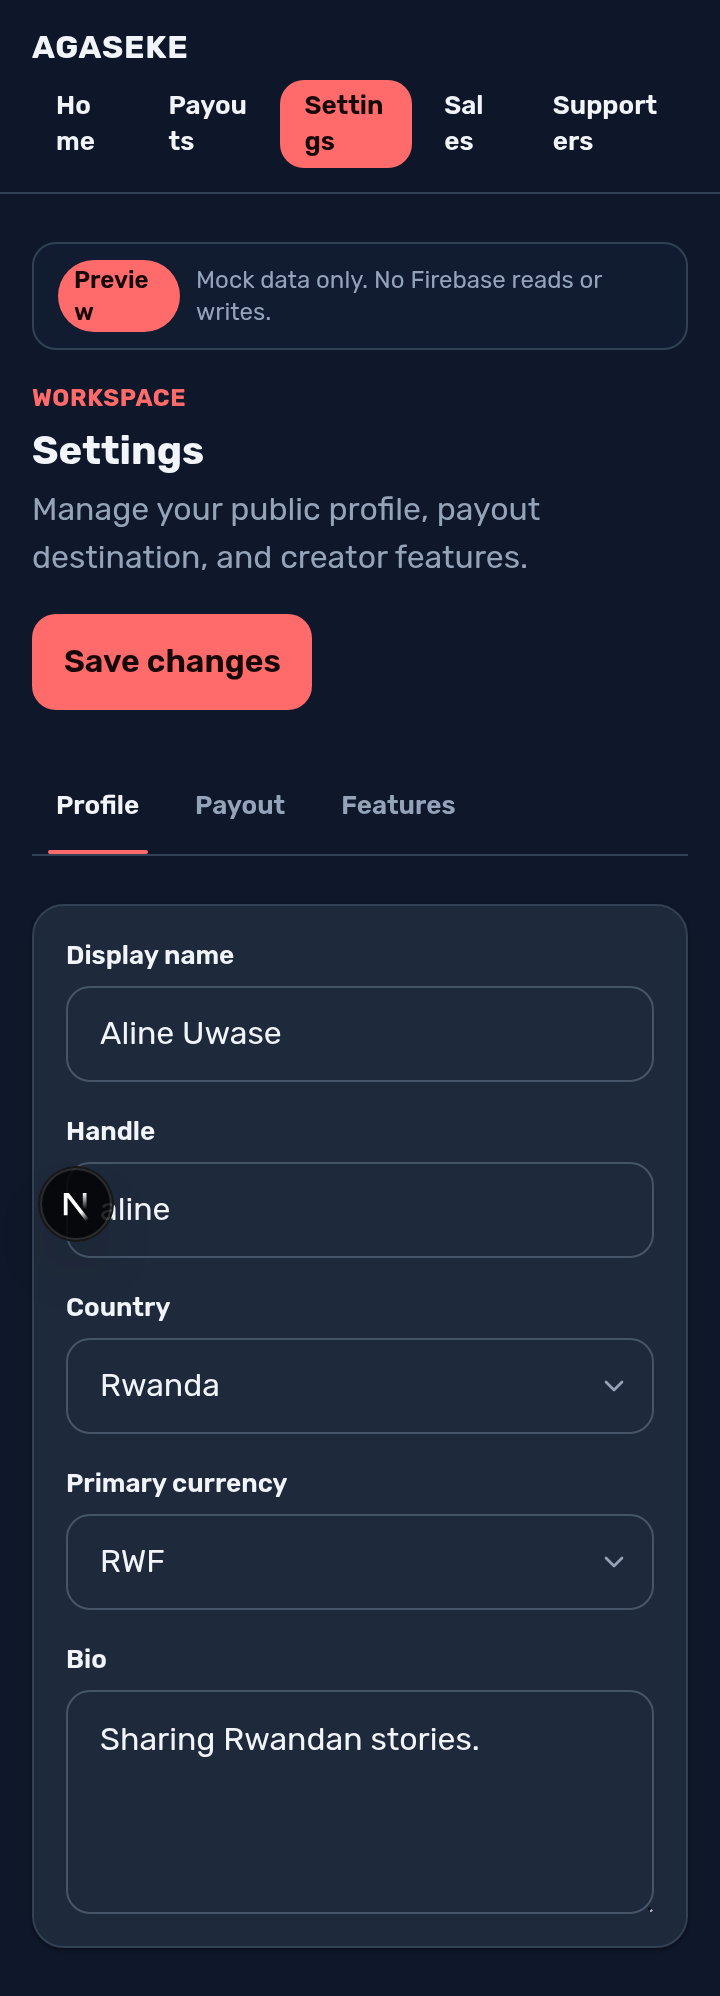 AGASEKE
Ho
me
Payou
ts
Settin
gs
Sal
es
Support
ers
Previe
w
Mock data only. No Firebase reads or
writes.
WORKSPACE
Settings
Manage your public profile, payout
destination, and creator features.
Save changes
Profile
Payout
Features
Display name
Aline Uwase
Handle
N
aline
Country
Rwanda
Primary currency
RWF
Bio
Sharing Rwandan stories.